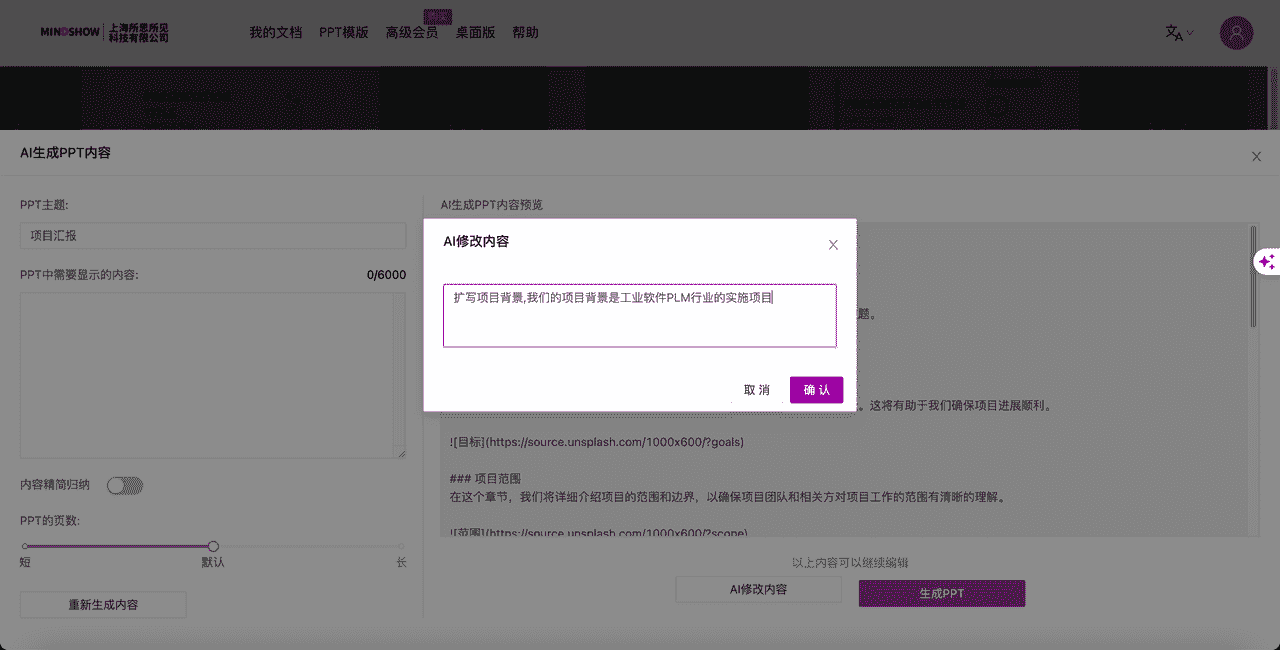 MINDSHOW 上海所思所见
科技有限公司
我的文档 PPT模版 高级会员 桌面版 帮助
AI生成PPT内容
PPT主题:
项目汇报
PPT中需要显示的内容:
0/6000
内容精简归纳
PPT的页数:
短 默认 长
重新生成内容
AI生成PPT内容预览
题。
AI修改内容
扩写项目背景,我们的项目背景是工业软件PLM行业的实施项目
取 消 确 认
。这将有助于我们确保项目进展顺利。
![目标](https://source.unsplash.com/1000x600/?goals)
### 项目范围
在这个章节，我们将详细介绍项目的范围和边界，以确保项目团队和相关方对项目工作的范围有清晰的理解。
![范围](https://source.unsplash.com/1000x600/?scope)
以上内容可以继续编辑
AI修改内容 生成PPT